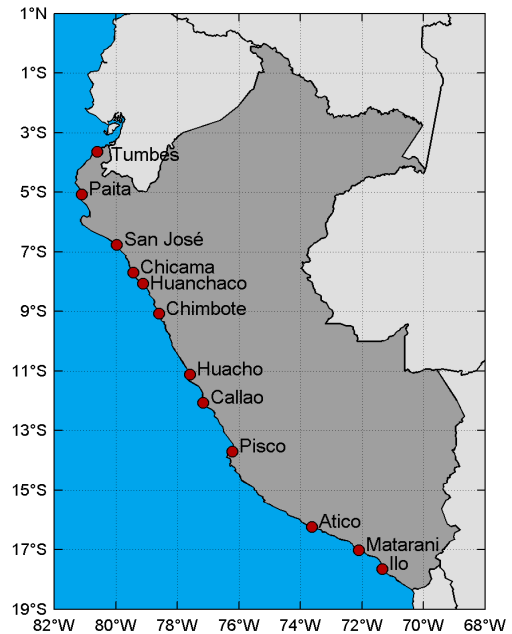 1°N
1°S
3°S
Tumbes
5°S
Paita
San José
7°S
Chicama
Huanchaco
9°S
Chimbote
11°S
Huacho
Callao
13°S
Pisco
15°S
Atico
17°S
Matarani
Ilo
19°S
82°W 80°W 78°W 76°W 74°W 72°W 70°W 68°W